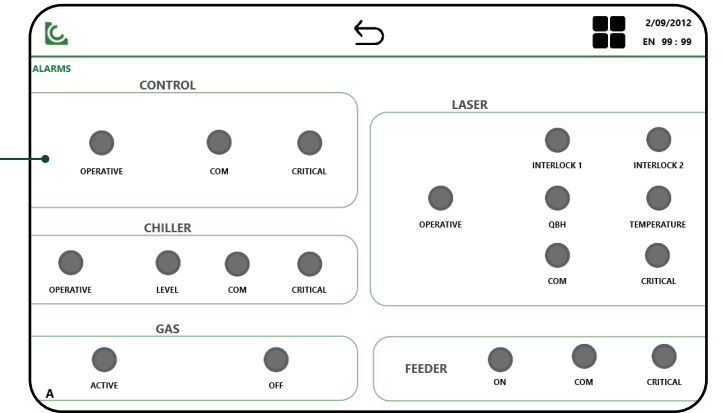 2/09/2012
EN 99 : 99
ALARMS
CONTROL
OPERATIVE COM CRITICAL
CHILLER
OPERATIVE LEVEL COM CRITICAL
GAS
ACTIVE OFF
A
LASER
INTERLOCK 1 INTERLOCK 2
OPERATIVE QBH TEMPERATURE
COM CRITICAL
FEEDER
ON COM CRITICAL